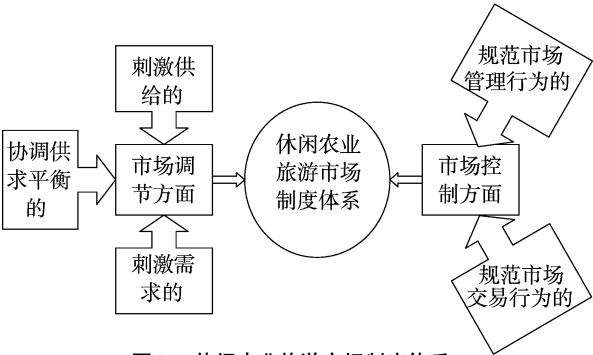 刺激供
给的
协调供
求平衡
的
市场调
节方面
刺激需
求的
休闲农业
旅游市场
制度体系
规范市场
管理行为的
市场控
制方面
规范市场
交易行为的